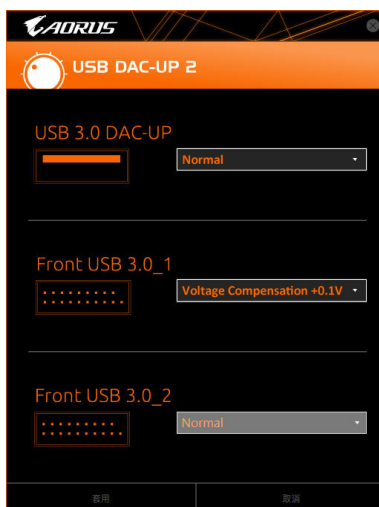 AORUS
USB DAC-UP 2
USB 3.0 DAC-UP
Normal
Front USB 3.0_1
Voltage Compensation +0.1V
Front USB 3.0_2
Normal
套用
取消